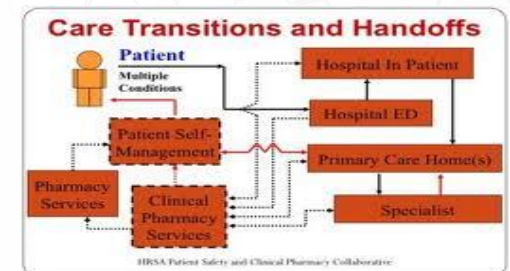 Care Transitions and Handoffs
Patient
Multiple
Conditions
Hospital In Patient
Hospital ED
Patient Self-
Management
Primary Care Home(s)
Pharmacy
Services
Clinical
Pharmacy
Services
Specialist
HRSA Patient Safety and Clinical Pharmacy Collaborative